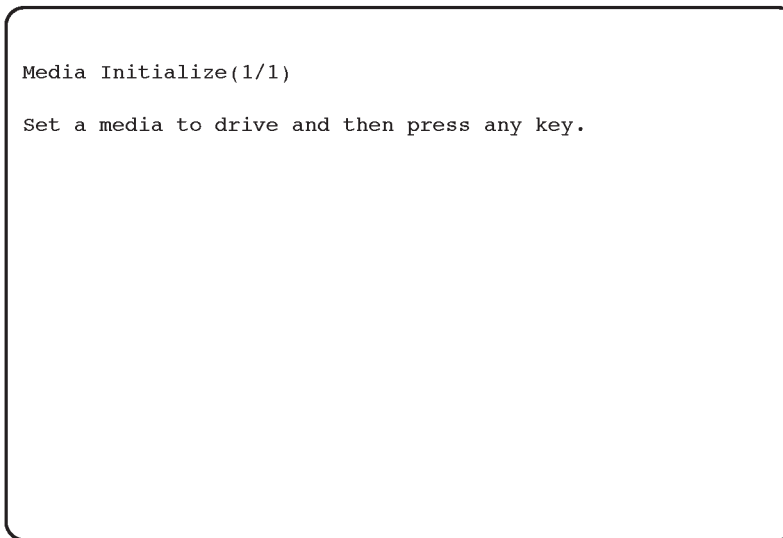 Media Initialize(1/1)
Set a media to drive and then press any key.